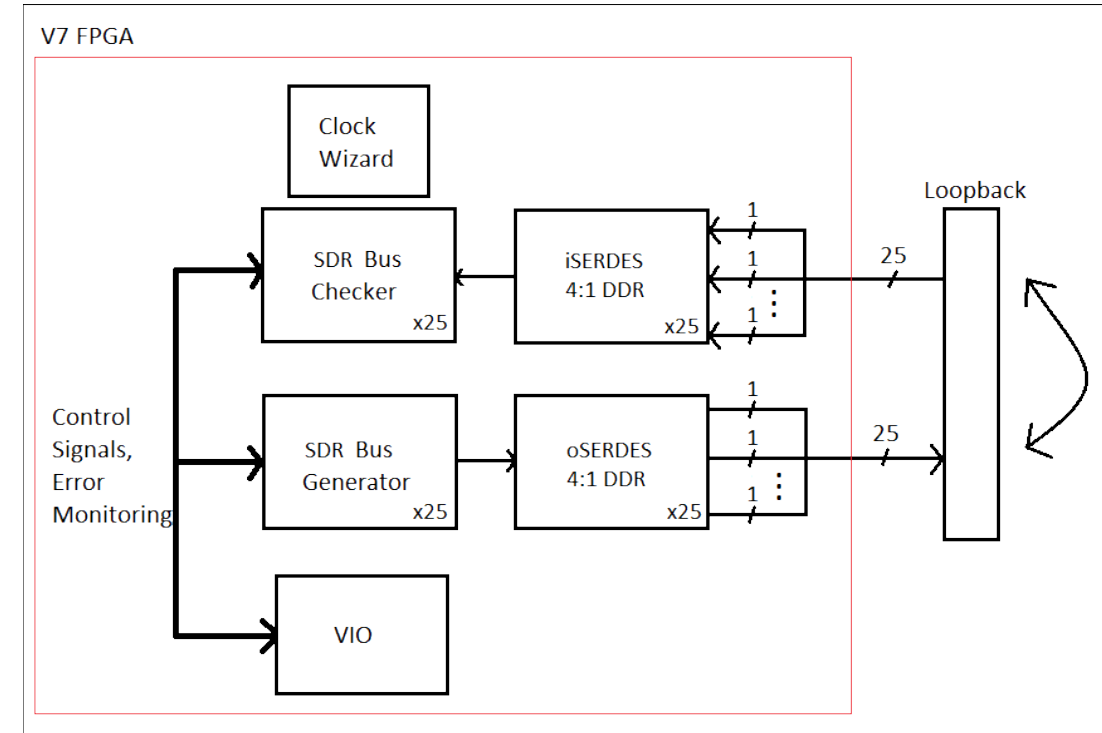 V7 FPGA
Clock
Wizard
Loopback
SDR Bus
Checker
x25
iSERDES
4:1 DDR
x25
1
1
1
25
Control
Signals,
Error
Monitoring
SDR Bus
Generator
x25
oSERDES
4:1 DDR
x25
1
1
1
25
VIO